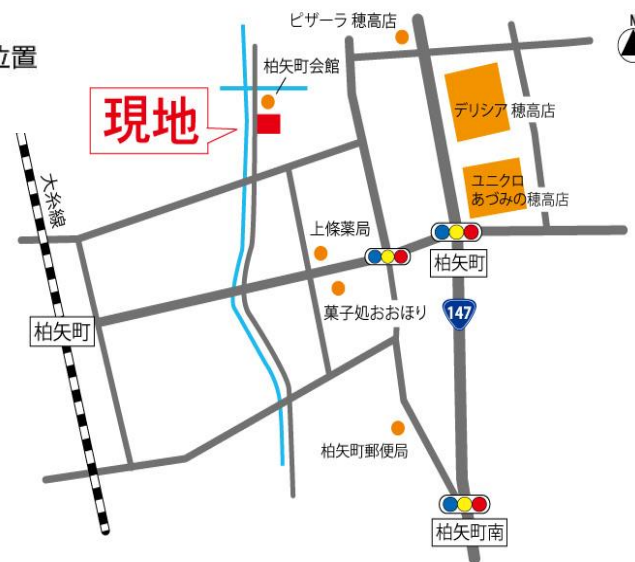 位置
ピザーラ 穂高店
N
柏矢町会館
現地
デリシア 穂高店
大糸線
ユニクロ
あづみの穂高店
上條薬局
柏矢町
柏矢町
菓子処おおほり
147
柏矢町郵便局
柏矢町南